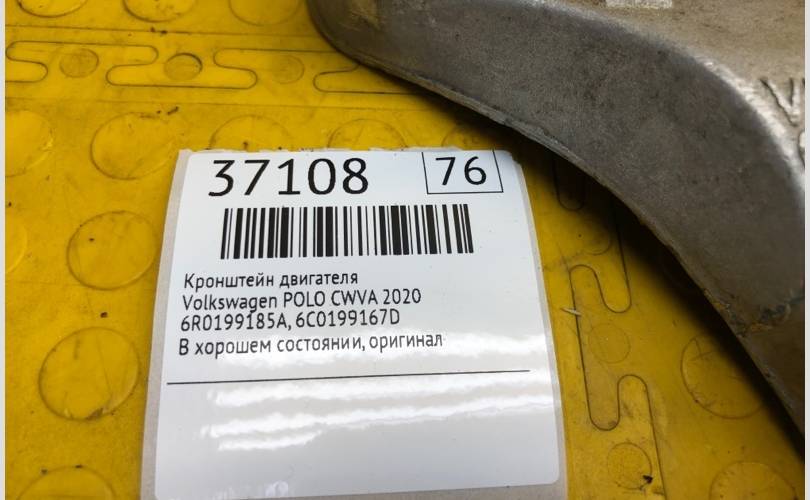 37108 76
Кронштейн двигателя
Volkswagen POLO CWVA 2020
6R0199185A, 6C0199167D
В хорошем состоянии, оригинал